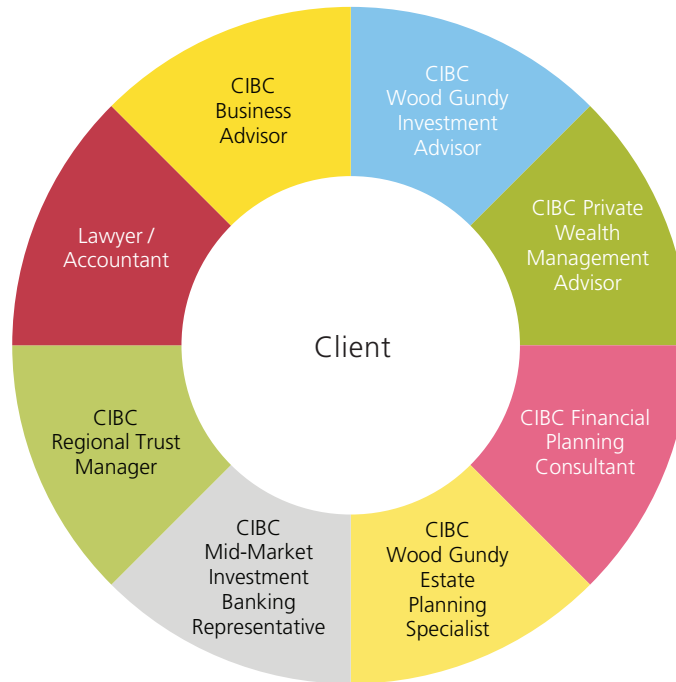 CIBC
Business
Advisor
CIBC
Wood Gundy
Investment
Advisor
CIBC Private
Wealth
Management
Advisor
CIBC Financial
Planning
Consultant
CIBC
Wood Gundy
Estate
Planning
Specialist
CIBC
Mid-Market
Investment
Banking
Representative
CIBC
Regional Trust
Manager
Lawyer /
Accountant
Client